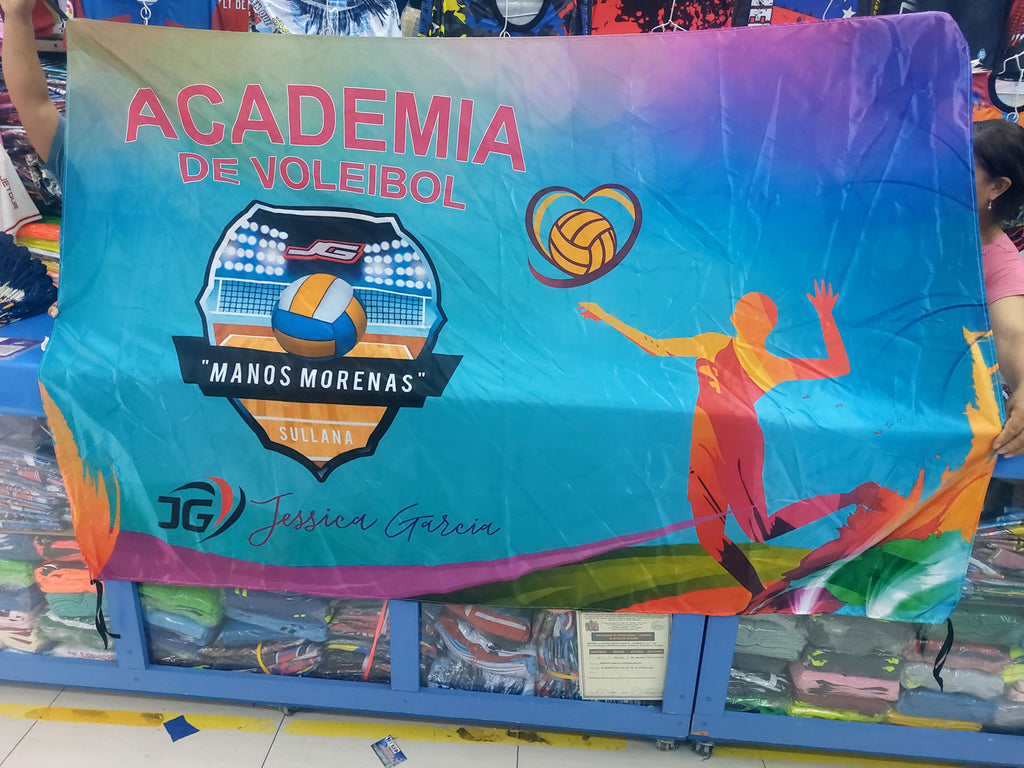 ACADEMIA
DE VOLEIBOL
JG
"MANOS MORENAS"
SULLANA
JG Jessica Garcia